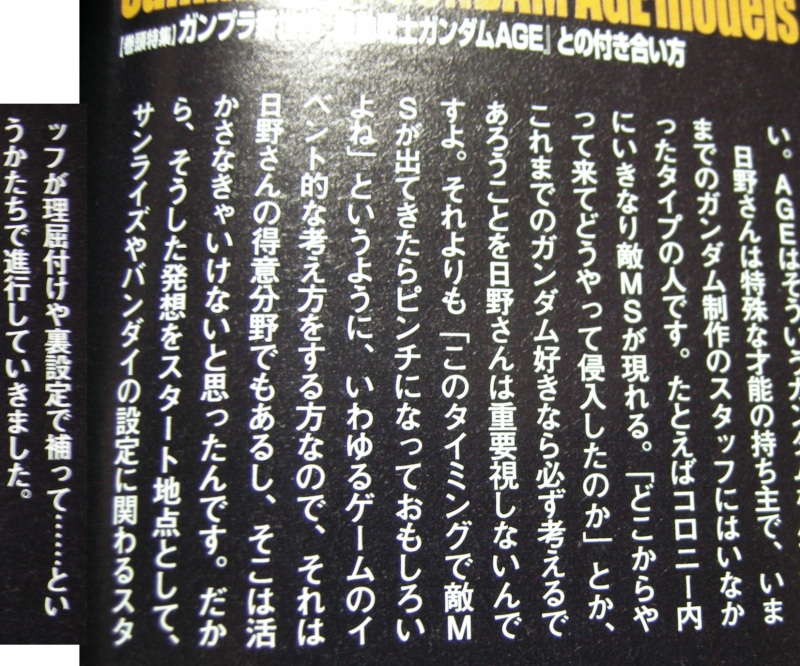 GUNDAM AGE models
【巻頭特集】ガンプラ 士ガンダムAGE』との付き合い方
い。AGEはそういうガンダムな
日野さんは特殊な才能の持ち主で、いま
までのガンダム制作のスタッフにはいなか
ったタイプの人です。たとえばコロニー内
にいきなり敵MSが現れる。「どこからや
って来てどうやって侵入したのか」とか、
これまでのガンダム好きなら必ず考えるで
あろうことを日野さんは重要視しないんで
すよ。それよりも「このタイミングで敵M
Sが出てきたらピンチになっておもしろい
よね」というように、いわゆるゲームのイ
ベント的な考え方をする方なので、それは
日野さんの得意分野でもあるし、そこは活
かさなきゃいけないと思ったんです。だか
ら、そうした発想をスタート地点として、
サンライズやバンダイの設定に関わるスタ
ッフが理屈付けや裏設定で補って……とい
うかたちで進行していきました。